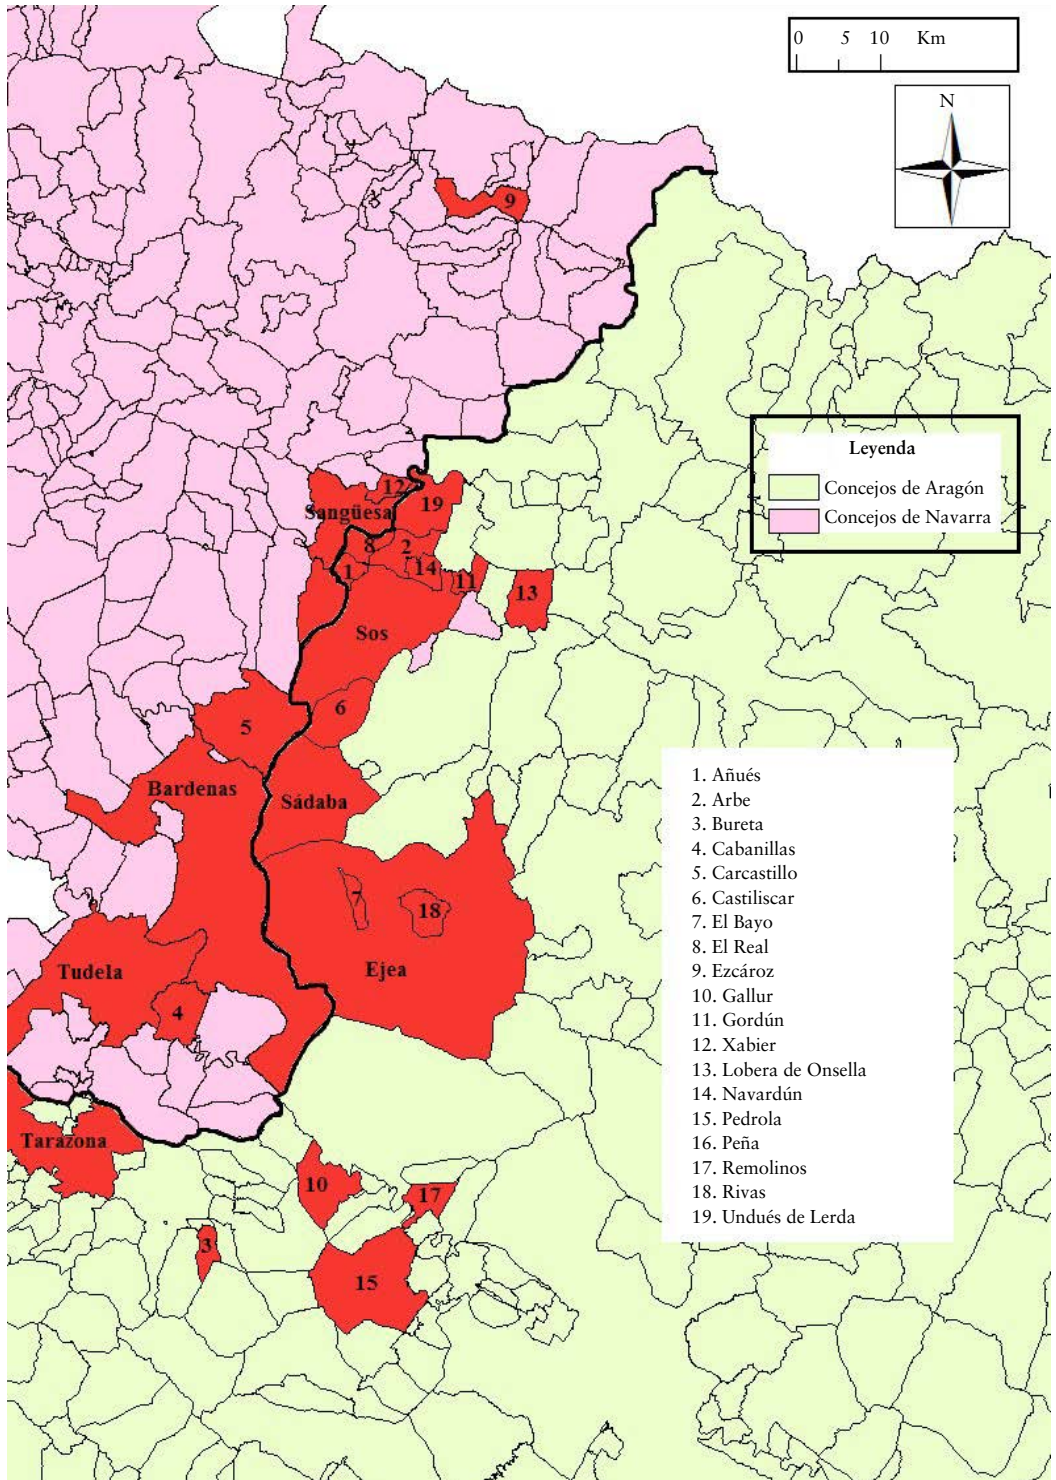 0 5 10 Km
N
9
Leyenda
Concejos de Aragón
Concejos de Navarra
12
19
Sangüesa
8
2
14
1
11
13
Sos
6
5
Bardenas
Sádaba
7
18
Ejea
Tudela
4
Tarazona
10
17
3
15
1. Añués
2. Arbe
3. Bureta
4. Cabanillas
5. Carcastillo
6. Castiliscar
7. El Bayo
8. El Real
9. Ezcároz
10. Gallur
11. Gordún
12. Xabier
13. Lobera de Onsella
14. Navardún
15. Pedrola
16. Peña
17. Remolinos
18. Rivas
19. Undués de Lerda